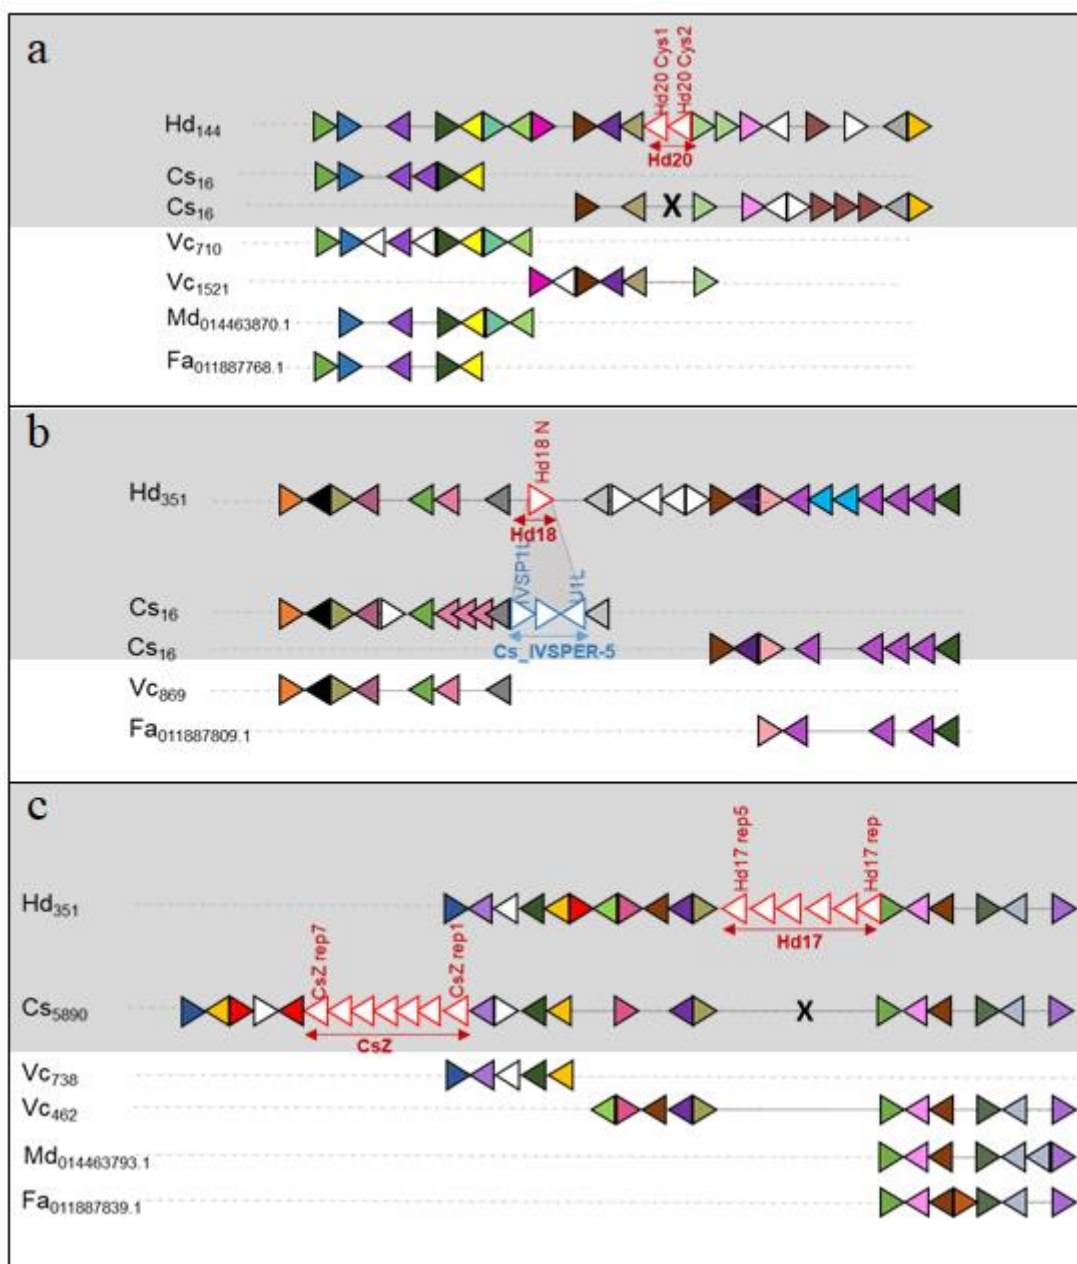 a
Hd20 Cys1
Hd20 Cys2
Hd144
Hd20
Cs16
Cs16
X
Vc710
Vc1521
Md014463870.1
Fa011887768.1
b
Hd18 N
Hd351
Hd18
IVSP1L
U1L
Cs16
Cs_IVSPER-5
Cs16
Vc869
Fa011887809.1
c
Hd17 rep5
Hd17 rep
Hd351
Hd17
CsZ rep7
CsZ rep1
Cs5890
X
CsZ
Vc738
Vc462
Md014463793.1
Fa011887839.1